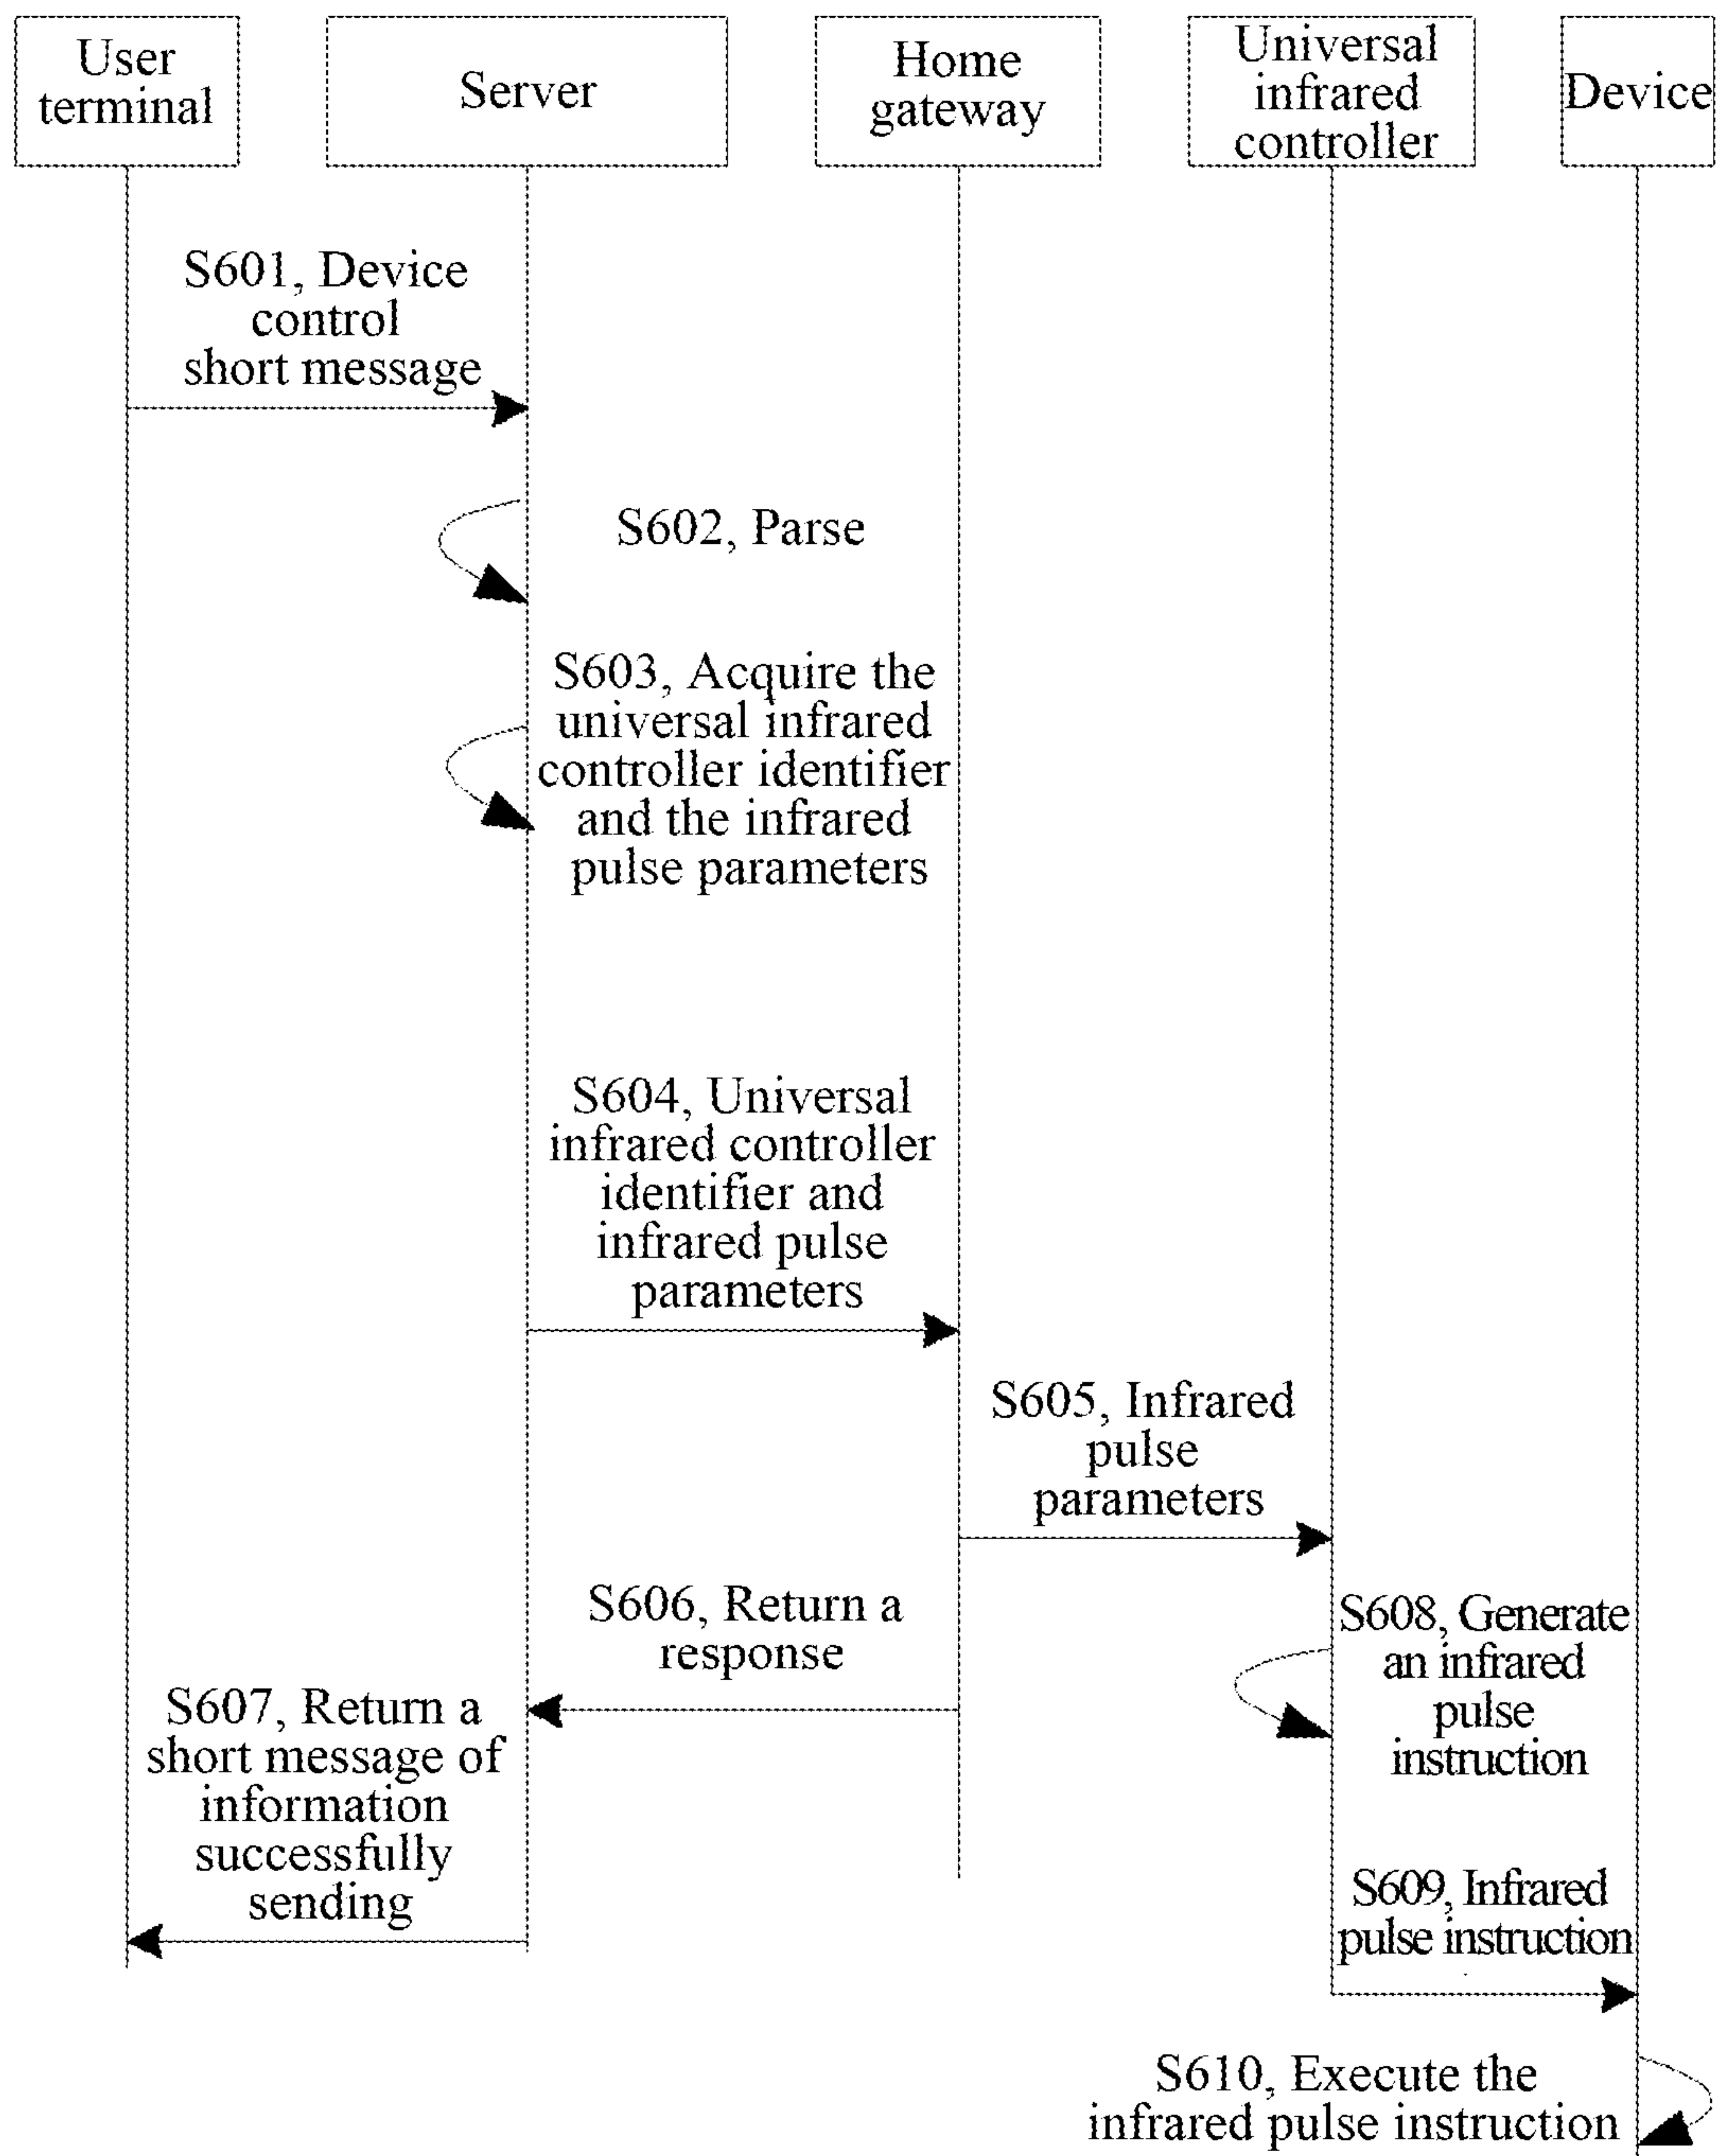 User
terminal
Server
Home
gateway
Universal
infrared
controller
Device
S601, Device
control
short message
S602, Parse
S603, Acquire the
universal infrared
controller identifier
and the infrared
pulse parameters
S604, Universal
infrared controller
identifier and
infrared pulse
parameters
S605, Infrared
pulse
parameters
S606, Return a
response
S607, Return a
short message of
information
successfully
sending
S608, Generate
an infrared
pulse
instruction
S609, Infrared
pulse instruction
S610, Execute the
infrared pulse instruction